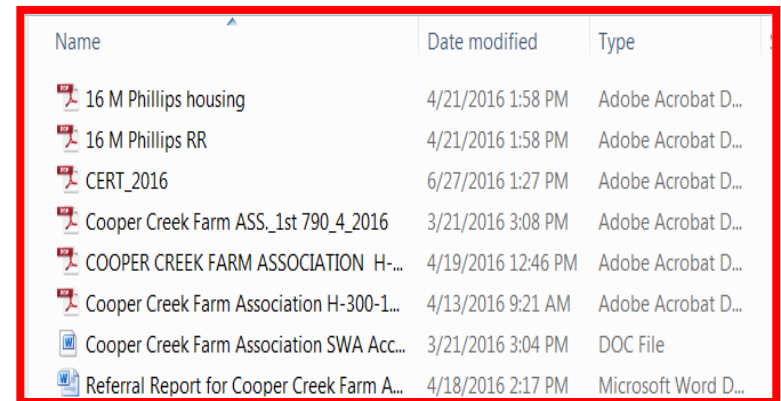 Name Date modified Type
16 M Phillips housing 4/21/2016 1:58 PM Adobe Acrobat D...
16 M Phillips RR 4/21/2016 1:58 PM Adobe Acrobat D...
CERT_2016 6/27/2016 1:27 PM Adobe Acrobat D...
Cooper Creek Farm ASS._1st 790_4_2016 3/21/2016 3:08 PM Adobe Acrobat D...
COOPER CREEK FARM ASSOCIATION H-... 4/19/2016 12:46 PM Adobe Acrobat D...
Cooper Creek Farm Association H-300-1... 4/13/2016 9:21 AM Adobe Acrobat D...
Cooper Creek Farm Association SWA Acc... 3/21/2016 3:04 PM DOC File
Referral Report for Cooper Creek Farm A... 4/18/2016 2:17 PM Microsoft Word D...